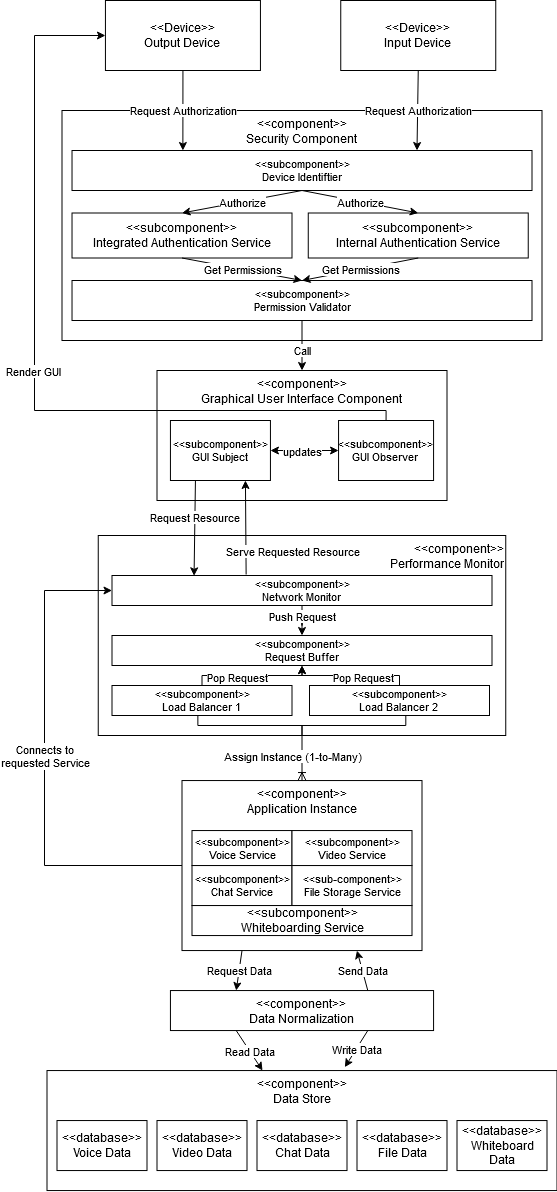 <<Device>>
Output Device
<<Device>>
Input Device
Request Authorization
Request Authorization
<<component>>
Security Component
<<subcomponent>>
Device Identiftier
Authorize
Authorize
<<subcomponent>>
Integrated Authentication Service
<<subcomponent>>
Internal Authentication Service
Get Permissions
Get Permissions
<<subcomponent>>
Permission Validator
Call
Render GUI
<<component>>
Graphical User Interface Component
<<subcomponent>>
GUI Subject
updates
<<subcomponent>>
GUI Observer
Request Resource
Serve Requested Resource
<<component>>
Performance Monitor
<<subcomponent>>
Network Monitor
Push Request
<<subcomponent>>
Request Buffer
Pop Request
Pop Request
<<subcomponent>>
Load Balancer 1
<<subcomponent>>
Load Balancer 2
Connects to
requested Service
Assign Instance (1-to-Many)
<<component>>
Application Instance
<<subcomponent>>
Voice Service
<<subcomponent>>
Video Service
<<subcomponent>>
Chat Service
<<sub-component>>
File Storage Service
<<subcomponent>>
Whiteboarding Service
Request Data
Send Data
<<component>>
Data Normalization
Read Data
Write Data
<<component>>
Data Store
<<database>>
Voice Data
<<database>>
Video Data
<<database>>
Chat Data
<<database>>
File Data
<<database>>
Whiteboard
Data